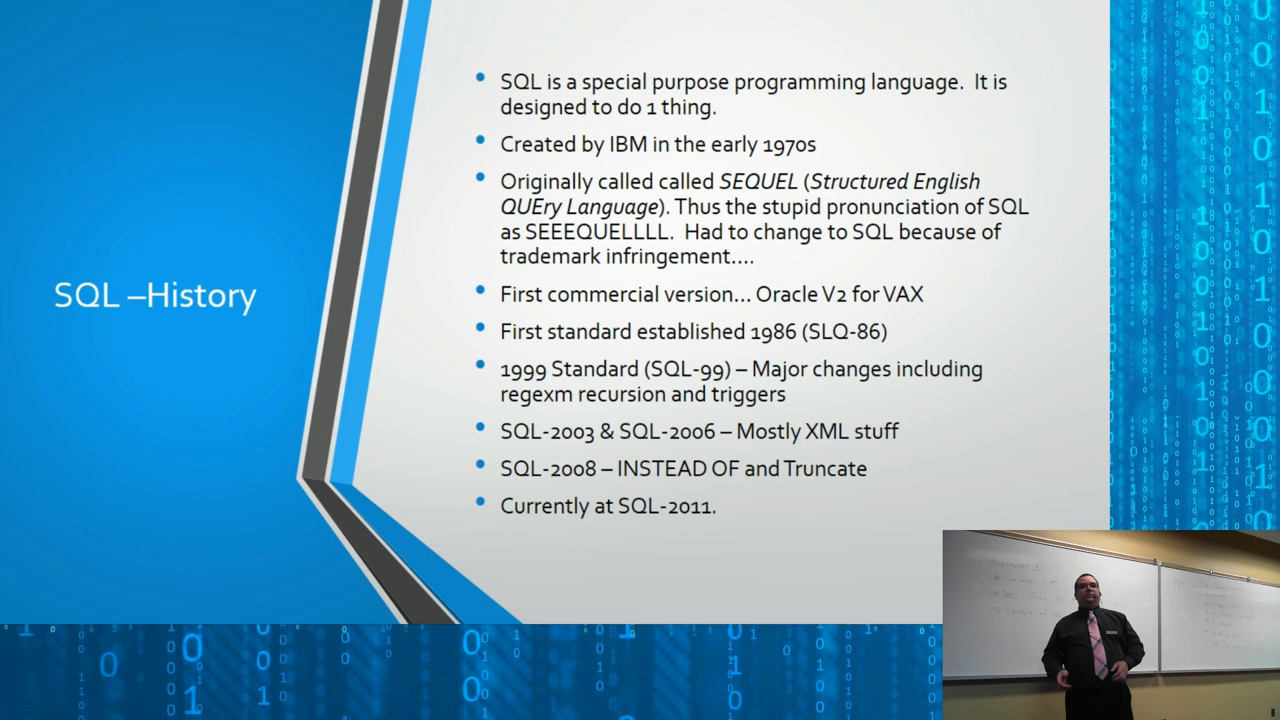 SQL is a special purpose programming language. It is
designed to do 1 thing.
Created by IBM in the early 1970s
Originally called called SEQUEL (Structured English
QUEry Language). Thus the stupid pronunciation of SQL
as SEEEQUELLLL. Had to change to SQL because of
trademark infringement....
SQL –History
First commercial version... Oracle V2 for VAX
First standard established 1986 (SLQ-86)
1999 Standard (SQL-99) – Major changes including
regexm recursion and triggers
SQL-2003 & SQL-2006 – Mostly XML stuff
SQL-2008 – INSTEAD OF and Truncate
Currently at SQL-2011.